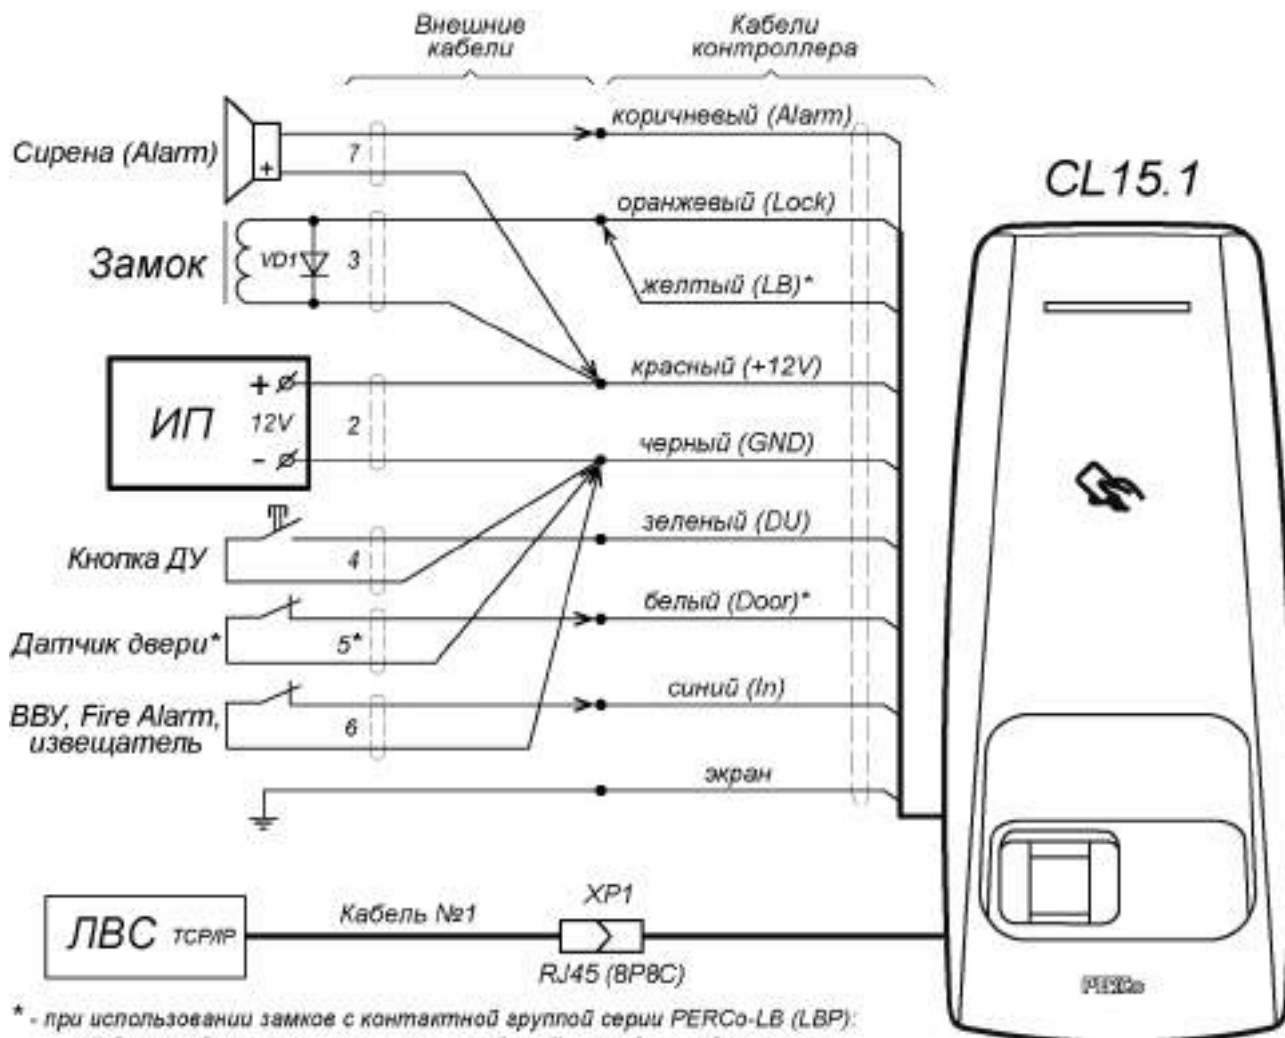 Внешние
кабели
Кабели
контроллера
коричневый (Alarm)
Сирена (Alarm)
+
7
CL15.1
оранжевый (Lock)
Замок
VD1
3
желтый (LB)*
красный (+12V)
ИП
+
12V
-
2
черный (GND)
зеленый (DU)
Кнопка ДУ
4
белый (Door)*
Датчик двери*
5*
синий (In)
ВВУ, Fire Alarm,
извещатель
6
экран
ЛВС TCP/IP
Кабель №1
XP1
RJ45 (8P8C)
PERCo
* - при использовании замков с контактной группой серии PERCo-LB (LBP):